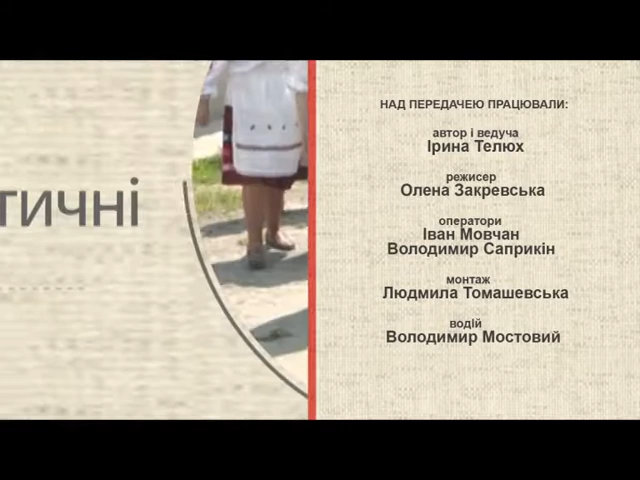 тичні
НАД ПЕРЕДАЧЕЮ ПРАЦЮВАЛИ:
автор і ведуча
Ірина Телюх
режисер
Олена Закревська
оператори
Іван Мовчан
Володимир Саприкін
монтаж
Людмила Томашевська
водій
Володимир Мостовий